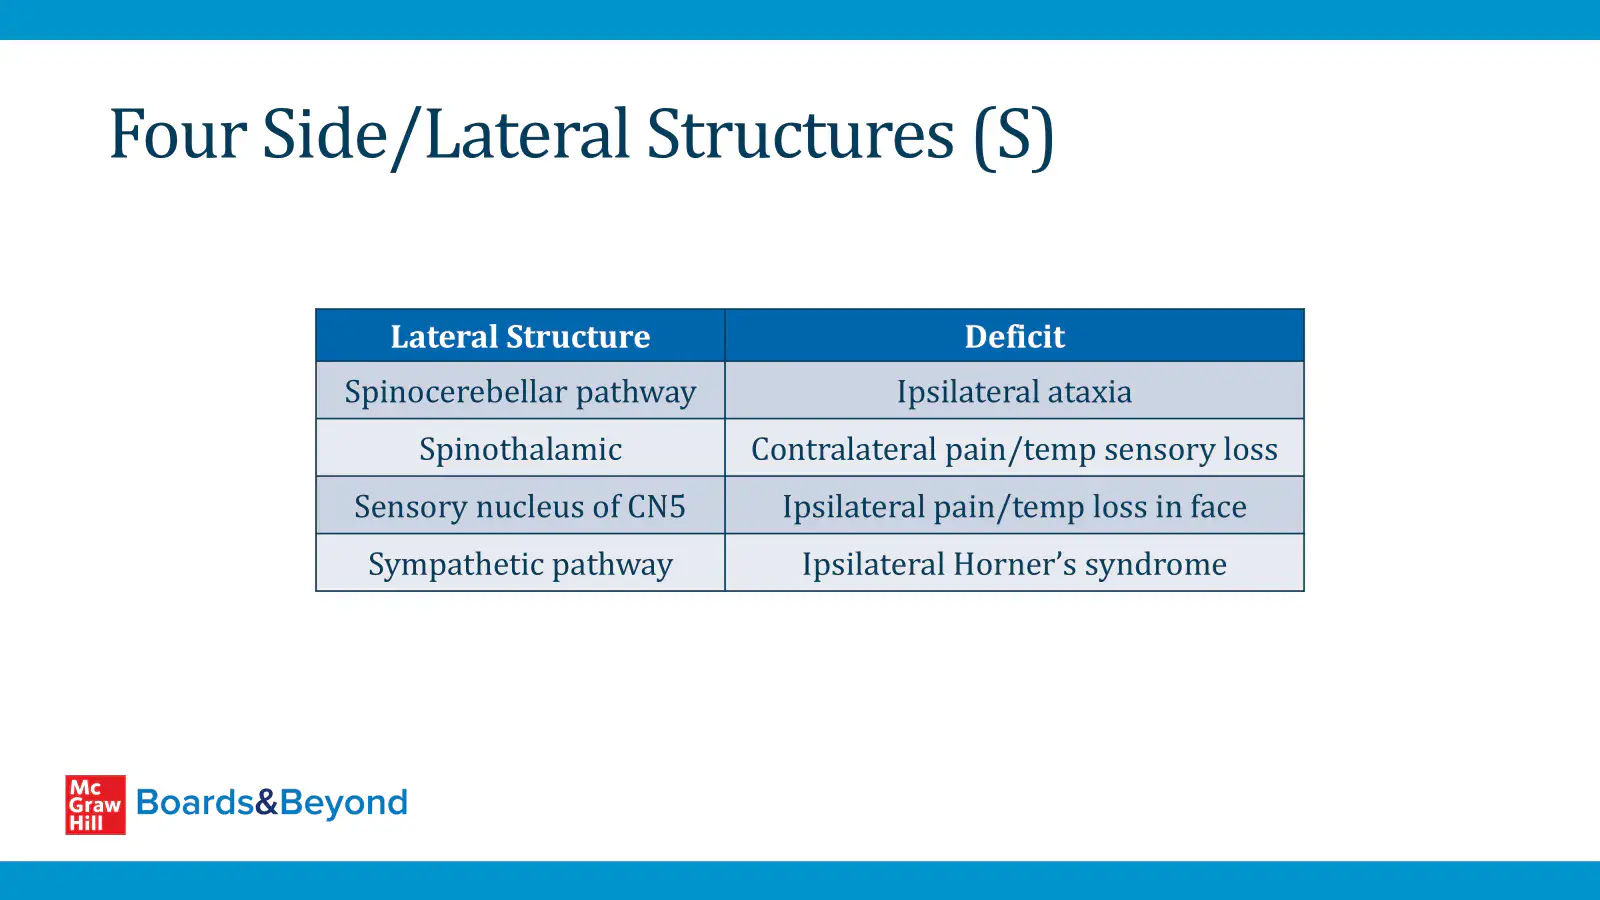 Four Side/Lateral Structures (S)
Lateral Structure Deficit
Spinocerebellar pathway Ipsilateral ataxia
Spinothalamic Contralateral pain/temp sensory loss
Sensory nucleus of CN5 Ipsilateral pain/temp loss in face
Sympathetic pathway Ipsilateral Horner’s syndrome
Mc
Graw
Hill
Boards&Beyond